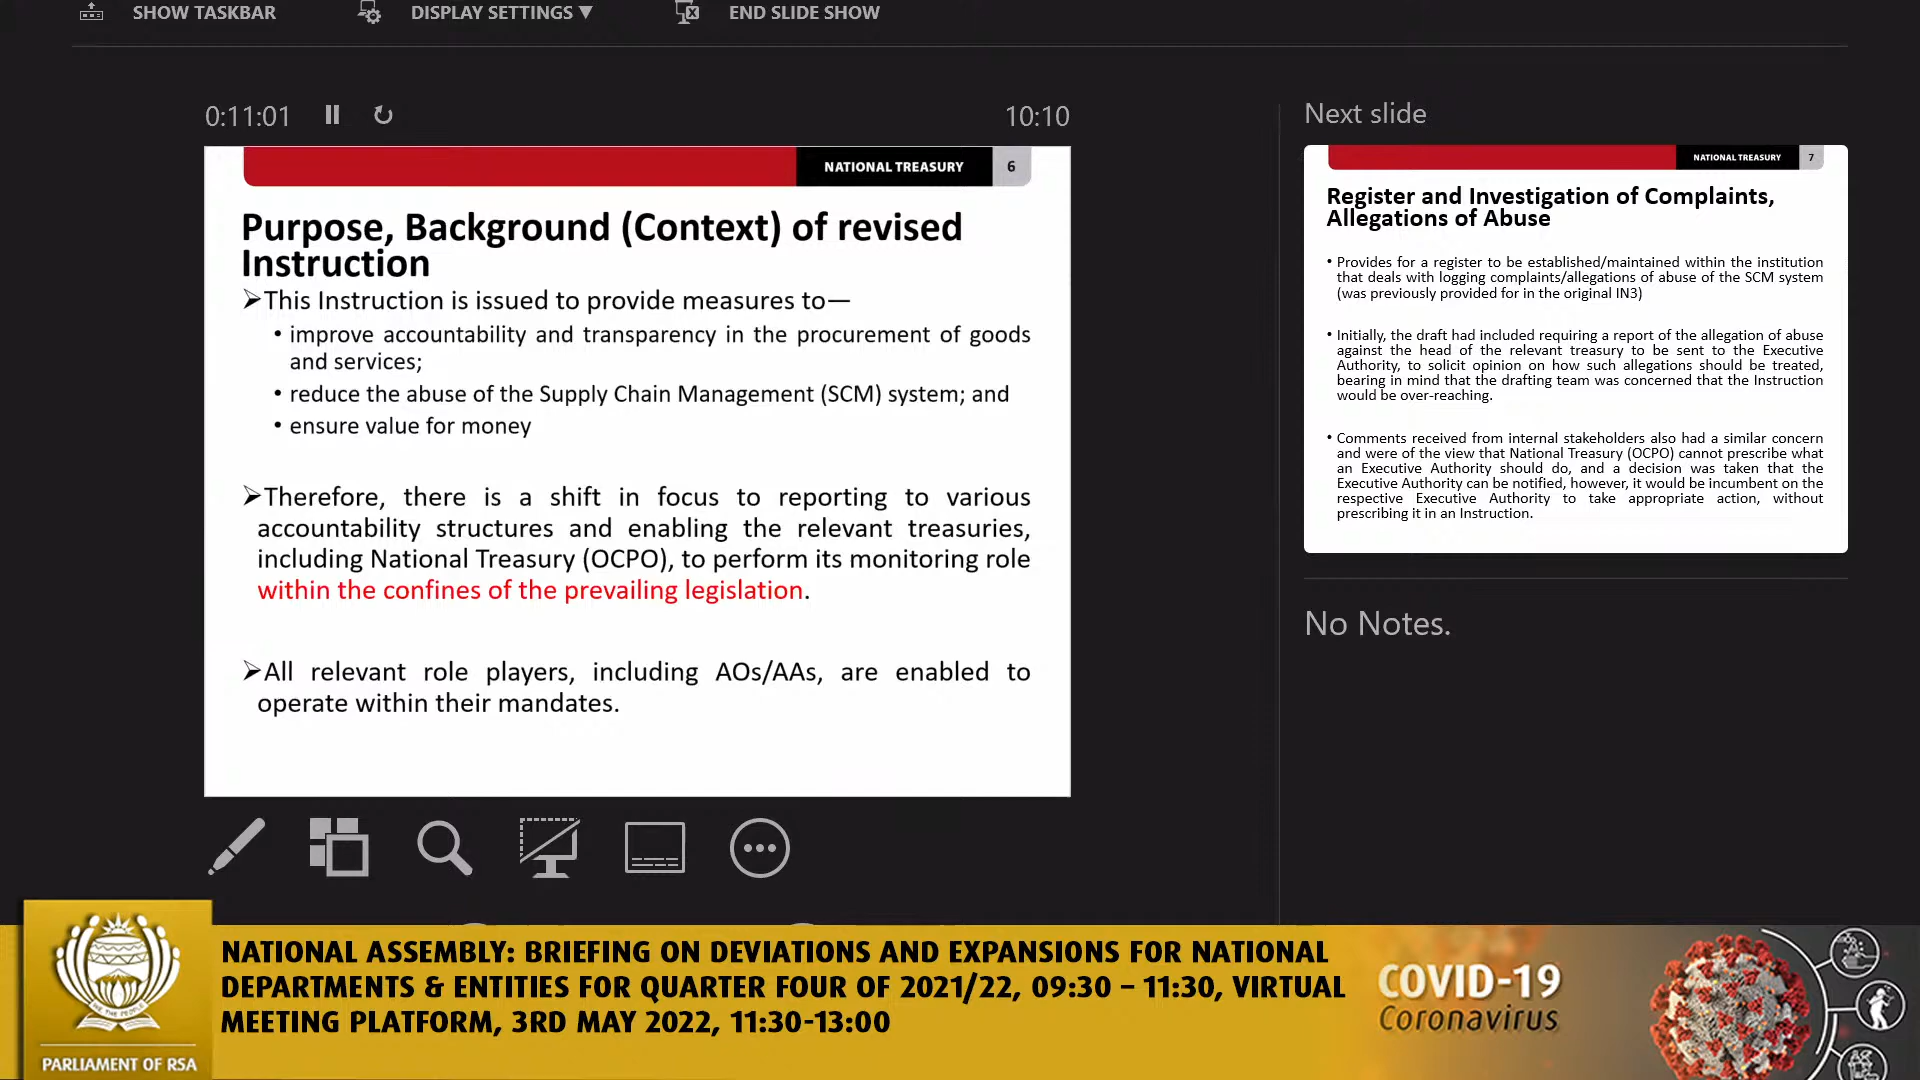 SHOW TASKBAR
DISPLAY SETTINGS ▼
END SLIDE SHOW
0:11:01
10:10
NATIONAL TREASURY
6
Purpose, Background (Context) of revised
Instruction
➢This Instruction is issued to provide measures to—
• improve accountability and transparency in the procurement of goods
and services;
• reduce the abuse of the Supply Chain Management (SCM) system; and
• ensure value for money
➢Therefore, there is a shift in focus to reporting to various
accountability structures and enabling the relevant treasuries,
including National Treasury (OCPO), to perform its monitoring role
within the confines of the prevailing legislation.
➢All relevant role players, including AOs/AAs, are enabled to
operate within their mandates.
Next slide
NATIONAL TREASURY
7
Register and Investigation of Complaints,
Allegations of Abuse
• Provides for a register to be established/maintained within the institution
that deals with logging complaints/allegations of abuse of the SCM system
(was previously provided for in the original IN3)
• Initially, the draft had included requiring a report of the allegation of abuse
against the head of the relevant treasury to be sent to the Executive
Authority, to solicit opinion on how such allegations should be treated,
bearing in mind that the drafting team was concerned that the Instruction
would be over-reaching.
• Comments received from internal stakeholders also had a similar concern
and were of the view that National Treasury (OCPO) cannot prescribe what
an Executive Authority should do, and a decision was taken that the
Executive Authority can be notified, however, it would be incumbent on the
respective Executive Authority to take appropriate action, without
prescribing it in an Instruction.
No Notes.
PARLIAMENT OF RSA
NATIONAL ASSEMBLY: BRIEFING ON DEVIATIONS AND EXPANSIONS FOR NATIONAL
DEPARTMENTS & ENTITIES FOR QUARTER FOUR OF 2021/22, 09:30 – 11:30, VIRTUAL
MEETING PLATFORM, 3RD MAY 2022, 11:30-13:00
COVID-19
Coronavirus